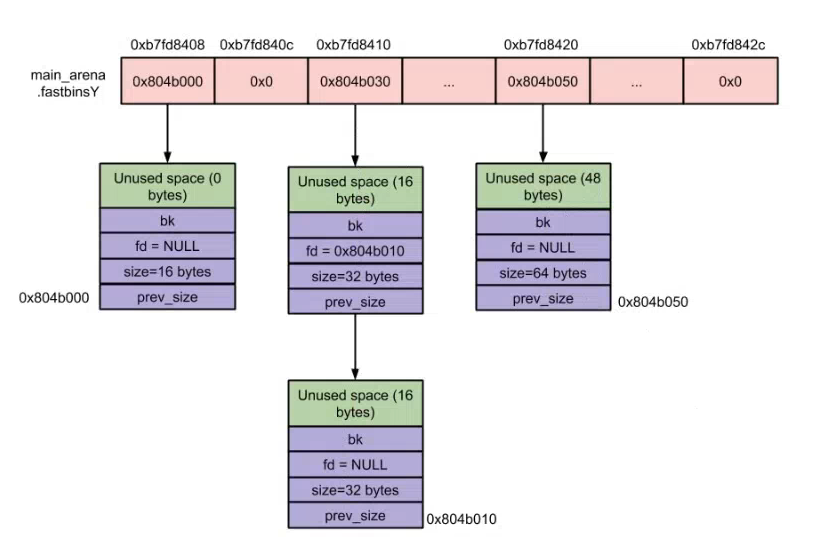 0xb7fd8408 0xb7fd840c 0xb7fd8410 0xb7fd8420 0xb7fd842c
main_arena
.fastbinsY
0x804b000 0x0 0x804b030 ... 0x804b050 ... 0x0
Unused space (0
bytes)
bk
fd = NULL
size=16 bytes
prev_size
0x804b000
Unused space (16
bytes)
bk
fd = 0x804b010
size=32 bytes
prev_size
Unused space (48
bytes)
bk
fd = NULL
size=64 bytes
prev_size
0x804b050
Unused space (16
bytes)
bk
fd = NULL
size=32 bytes
prev_size
0x804b010